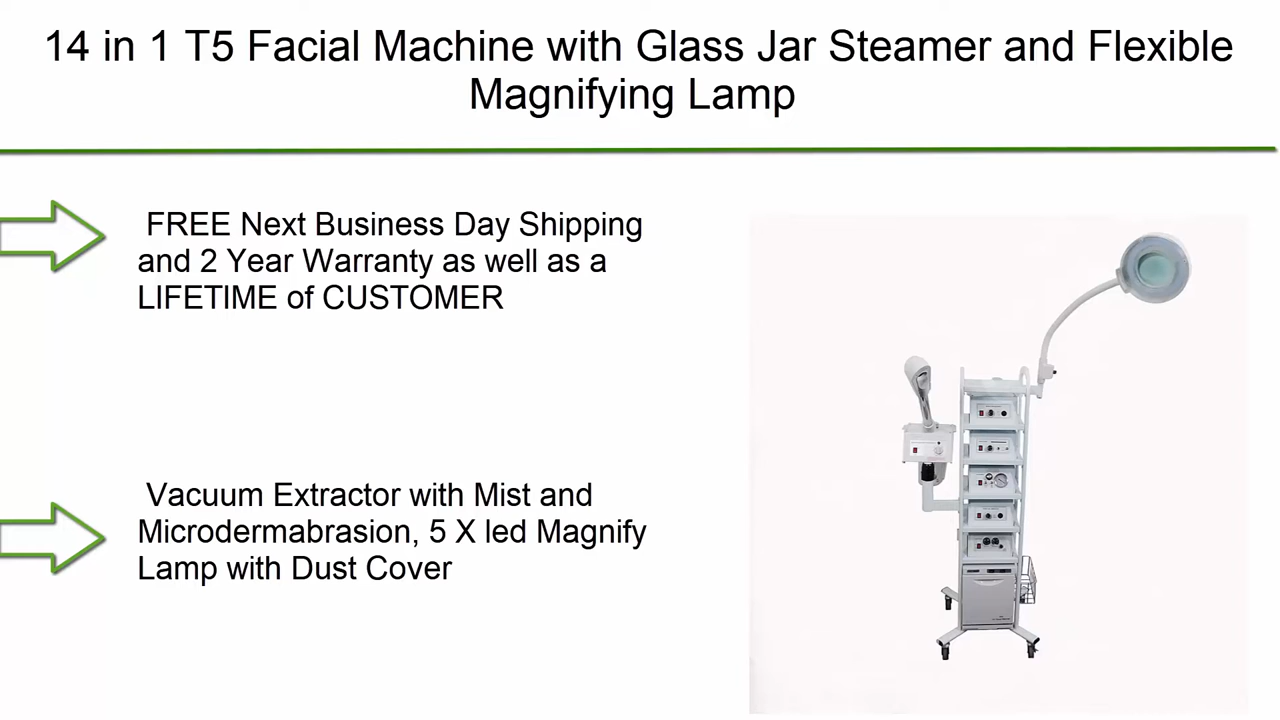 14 in 1 T5 Facial Machine with Glass Jar Steamer and Flexible
Magnifying Lamp
FREE Next Business Day Shipping
and 2 Year Warranty as well as a
LIFETIME of CUSTOMER
Vacuum Extractor with Mist and
Microdermabrasion, 5 X led Magnify
Lamp with Dust Cover